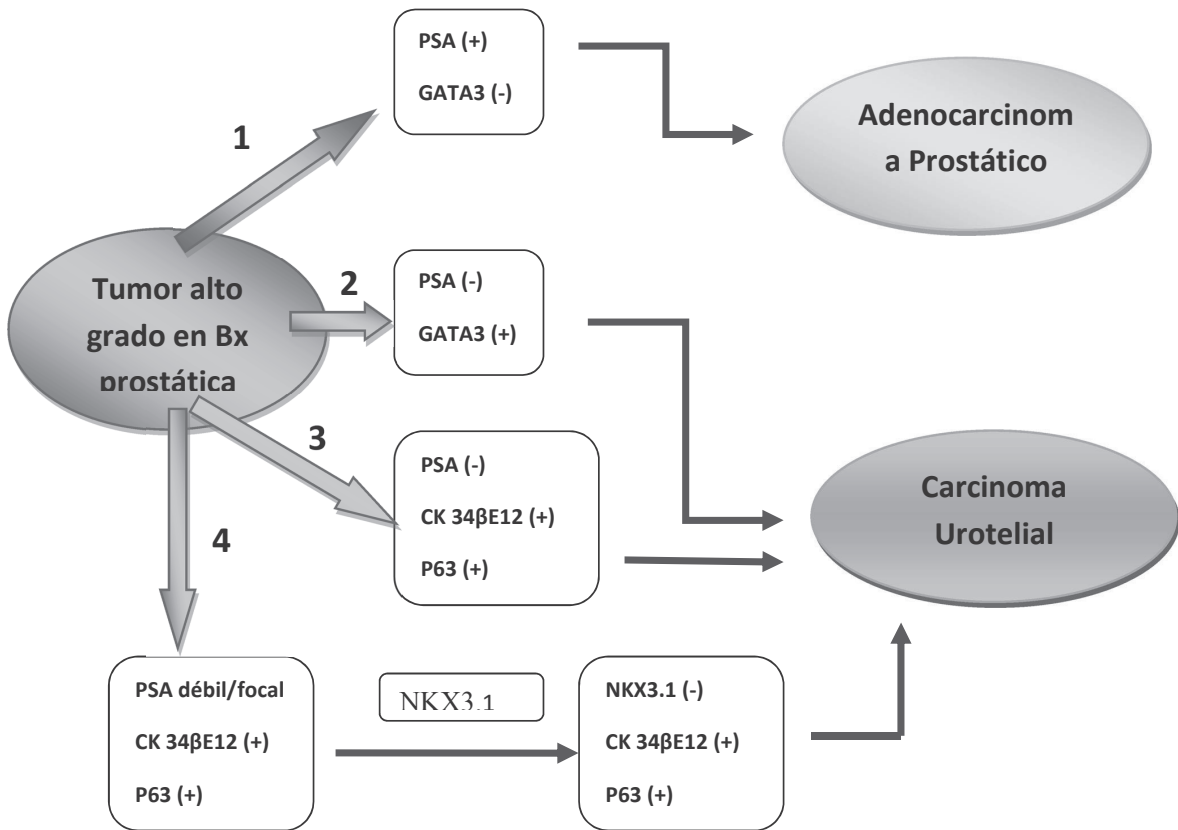 PSA (+)
GATA3 (-)
Adenocarcinom
a Prostático
1
Tumor alto
grado en Bx
prostática
2
PSA (-)
GATA3 (+)
3
PSA (-)
CK 34βE12 (+)
P63 (+)
Carcinoma
Urotelial
4
PSA débil/focal
CK 34βE12 (+)
P63 (+)
NKX3.1
NKX3.1 (-)
CK 34βE12 (+)
P63 (+)